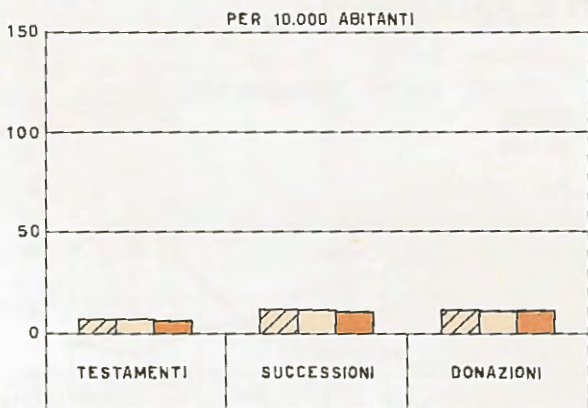 PER 10.000 ABITANTI
150
100
50
0
TESTAMENTI SUCCESSIONI DONAZIONI